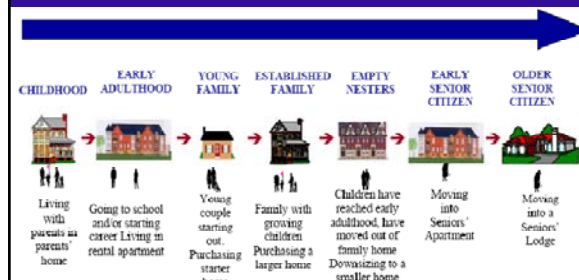 CHILDHOOD
EARLY
ADULTHOOD
YOUNG
FAMILY
ESTABLISHED
FAMILY
EMPTY
NESTERS
EARLY
SENIOR
CITIZEN
OLDER
SENIOR
CITIZEN
Living
with
parents in
parents'
home
Going to school
and/or starting
career Living in
rental apartment
Young
couple
starting
out.
Purchasing
starter
home
Family with
growing
children
Purchasing a
larger home
Children have
reached early
adulthood, have
moved out of
family home
Downsizing to a
smaller home
Moving
into
Seniors'
Apartment
Moving
into a
Seniors'
Lodge